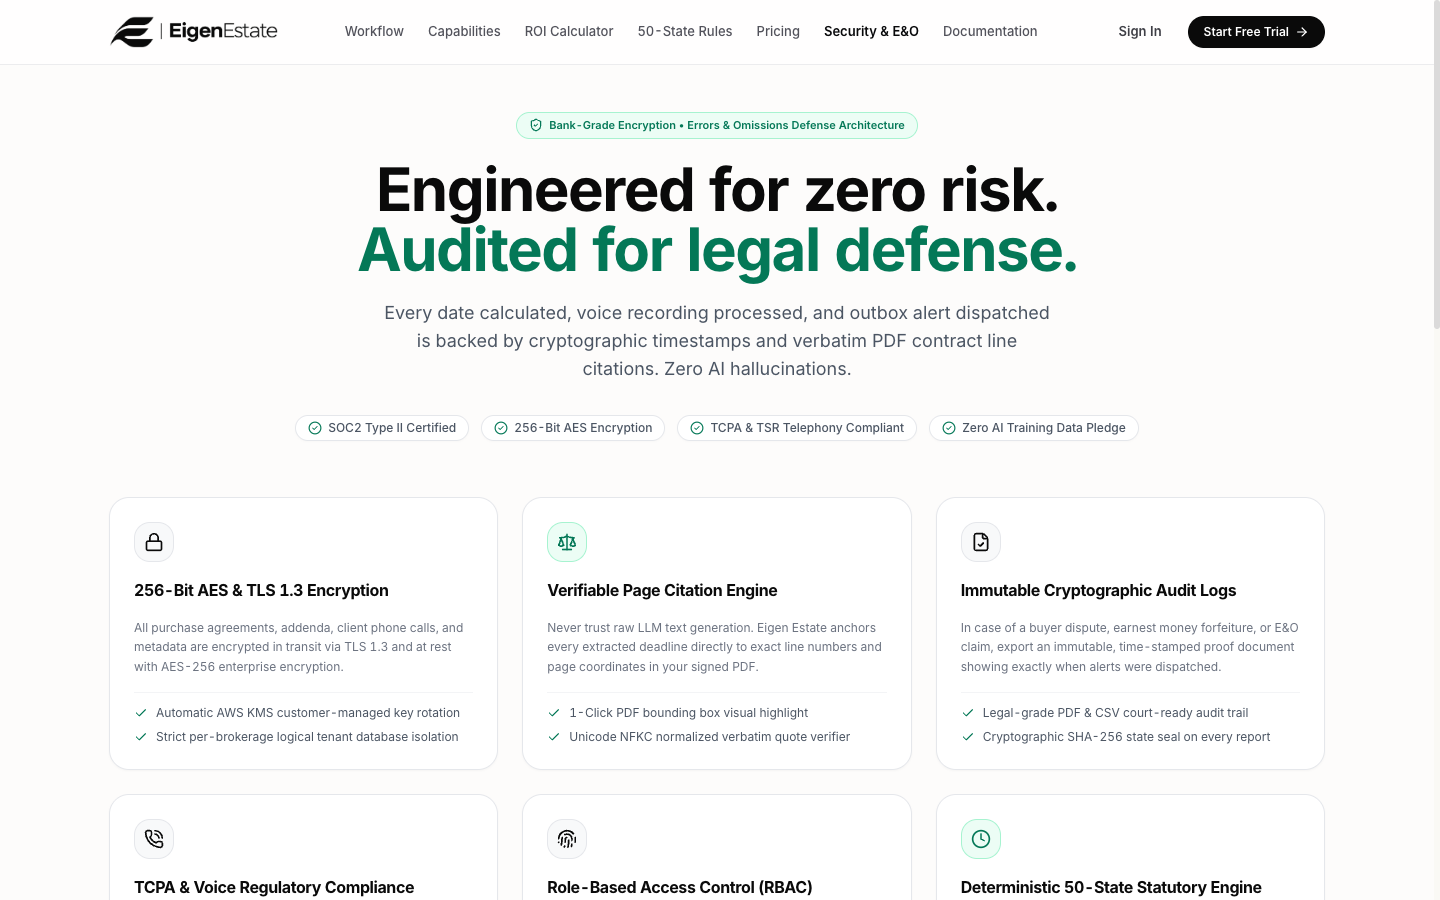 EigenEstate
Workflow
Capabilities
ROI Calculator
50-State Rules
Pricing
Security & E&O
Documentation
Sign In
Start Free Trial
Bank-Grade Encryption • Errors & Omissions Defense Architecture
Engineered for zero risk.
Audited for legal defense.
Every date calculated, voice recording processed, and outbox alert dispatched
is backed by cryptographic timestamps and verbatim PDF contract line
citations. Zero AI hallucinations.
SOC2 Type II Certified
256-Bit AES Encryption
TCPA & TSR Telephony Compliant
Zero AI Training Data Pledge
256-Bit AES & TLS 1.3 Encryption
All purchase agreements, addenda, client phone calls, and
metadata are encrypted in transit via TLS 1.3 and at rest
with AES-256 enterprise encryption.
Automatic AWS KMS customer-managed key rotation
Strict per-brokerage logical tenant database isolation
Verifiable Page Citation Engine
Never trust raw LLM text generation. Eigen Estate anchors
every extracted deadline directly to exact line numbers and
page coordinates in your signed PDF.
1-Click PDF bounding box visual highlight
Unicode NFKC normalized verbatim quote verifier
Immutable Cryptographic Audit Logs
In case of a buyer dispute, earnest money forfeiture, or E&O
claim, export an immutable, time-stamped proof document
showing exactly when alerts were dispatched.
Legal-grade PDF & CSV court-ready audit trail
Cryptographic SHA-256 state seal on every report
TCPA & Voice Regulatory Compliance
Role-Based Access Control (RBAC)
Deterministic 50-State Statutory Engine